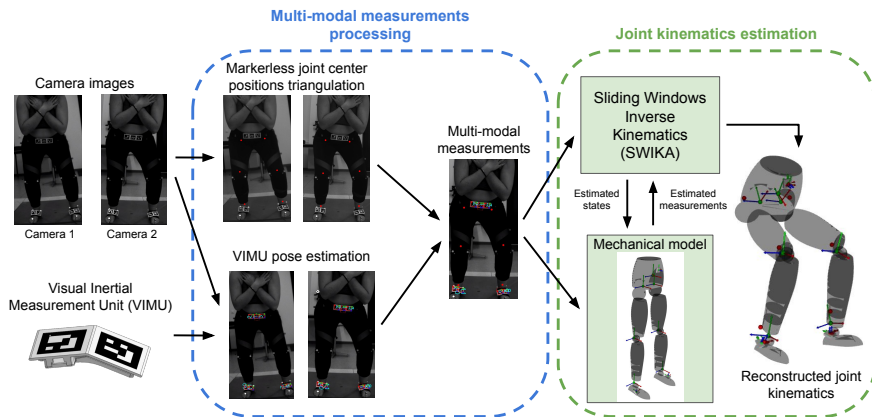 Multi-modal measurements
processing
Joint kinematics estimation
Camera images
Markerless joint center
positions triangulation
Camera 1
Camera 2
Multi-modal
measurements
Sliding Windows
Inverse
Kinematics
(SWIKA)
Estimated
states
Estimated
measurements
Visual Inertial
Measurement Unit (VIMU)
VIMU pose estimation
Mechanical model
Reconstructed joint
kinematics